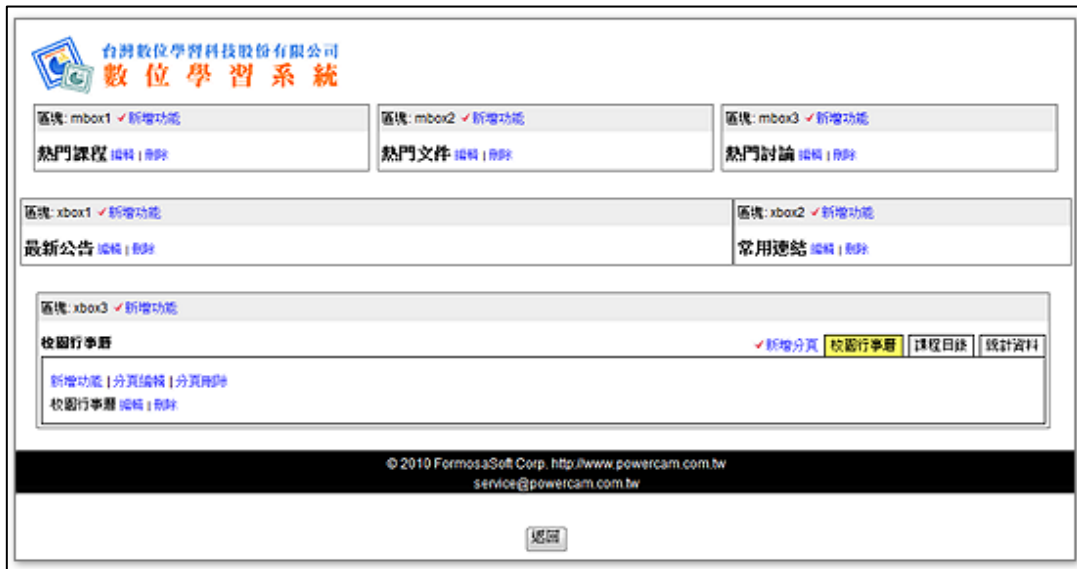 台灣數位學習科技股份有限公司
數位學習系統
區塊: mbox1 ✓新增功能
熱門課程 編輯 | 刪除
區塊: mbox2 ✓新增功能
熱門文件 編輯 | 刪除
區塊: mbox3 ✓新增功能
熱門討論 編輯 | 刪除
區塊: xbox1 ✓新增功能
最新公告 編輯 | 刪除
區塊: xbox2 ✓新增功能
常用連結 編輯 | 刪除
區塊: xbox3 ✓新增功能
校園行事曆 ✓新增分頁 校園行事曆 課程目錄 統計資料
新增功能 | 分頁編輯 | 分頁刪除
校園行事曆 編輯 | 刪除
© 2010 FormosaSoft Corp. http://www.powercam.com.tw
service@powercam.com.tw
返回